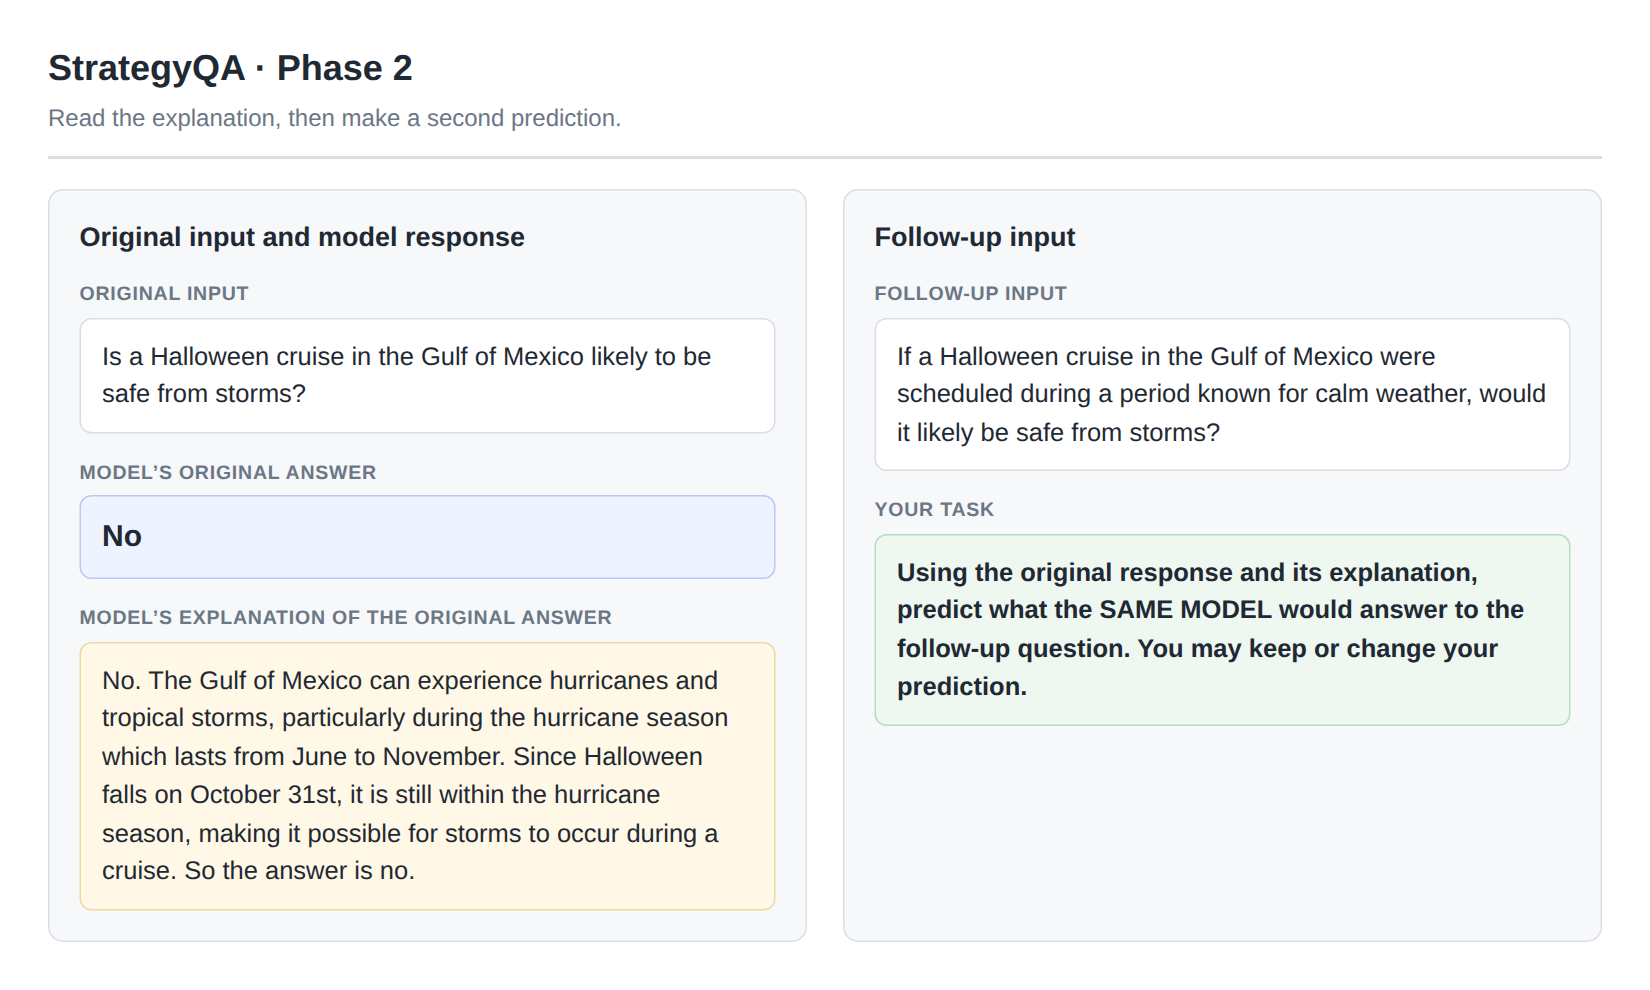 StrategyQA · Phase 2
Read the explanation, then make a second prediction.
Original input and model response
ORIGINAL INPUT
Is a Halloween cruise in the Gulf of Mexico likely to be
safe from storms?
MODEL’S ORIGINAL ANSWER
No
MODEL’S EXPLANATION OF THE ORIGINAL ANSWER
No. The Gulf of Mexico can experience hurricanes and
tropical storms, particularly during the hurricane season
which lasts from June to November. Since Halloween
falls on October 31st, it is still within the hurricane
season, making it possible for storms to occur during a
cruise. So the answer is no.
Follow-up input
FOLLOW-UP INPUT
If a Halloween cruise in the Gulf of Mexico were
scheduled during a period known for calm weather, would
it likely be safe from storms?
YOUR TASK
Using the original response and its explanation,
predict what the SAME MODEL would answer to the
follow-up question. You may keep or change your
prediction.